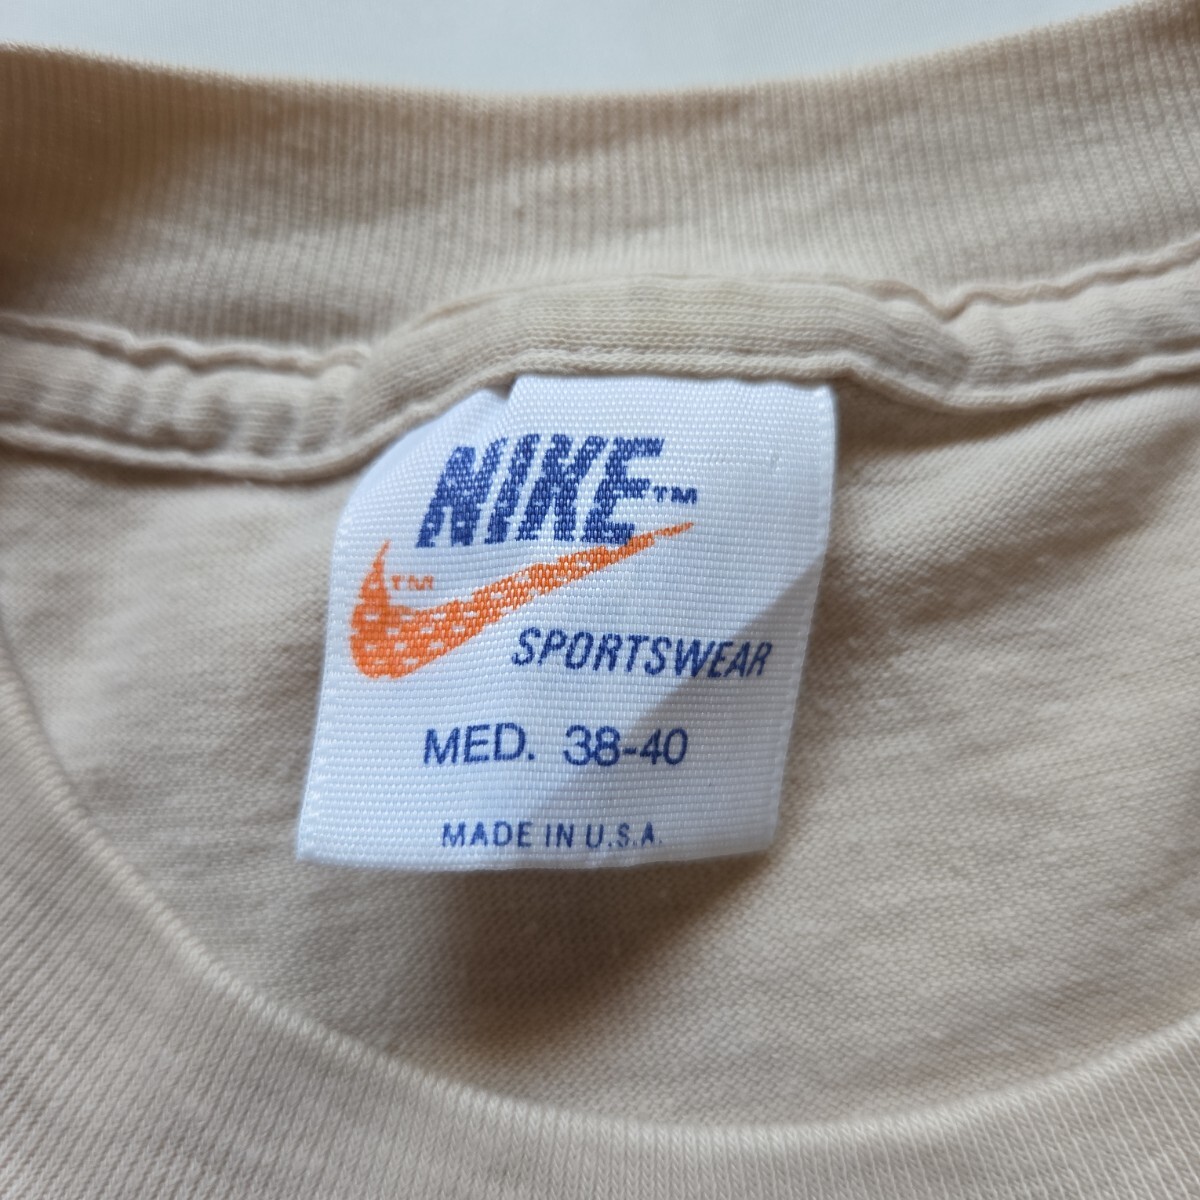 NIKE™
™
SPORTSWEAR
MED. 38-40
MADE IN U.S.A.